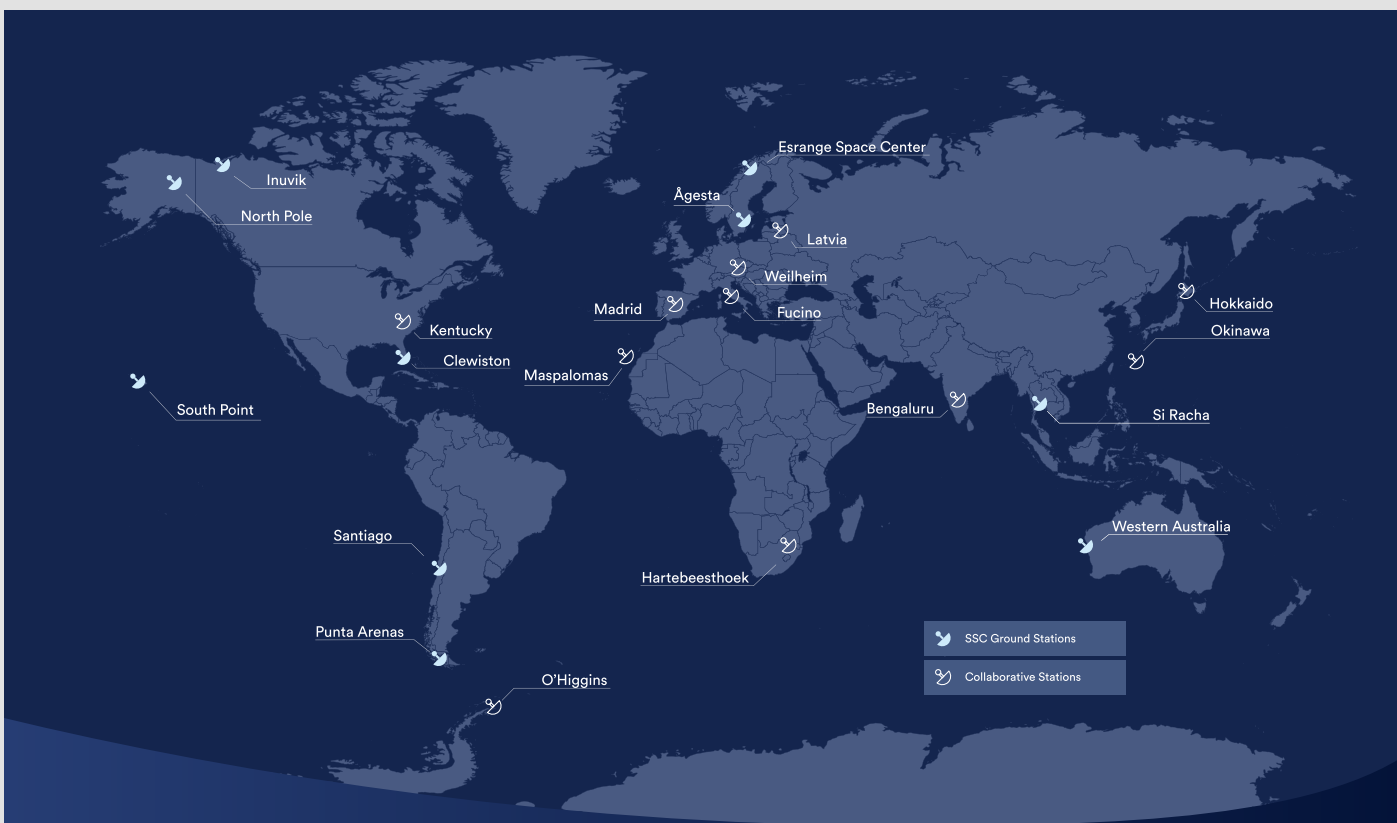 Esrange Space Center
Inuvik
Ågesta
North Pole
Latvia
Weilheim
Madrid
Fucino
Hokkaido
Kentucky
Okinawa
Clewiston
Maspalomas
South Point
Bengaluru
Si Racha
Western Australia
Santiago
Hartebeesthoek
Punta Arenas
SSC Ground Stations
O’Higgins
Collaborative Stations